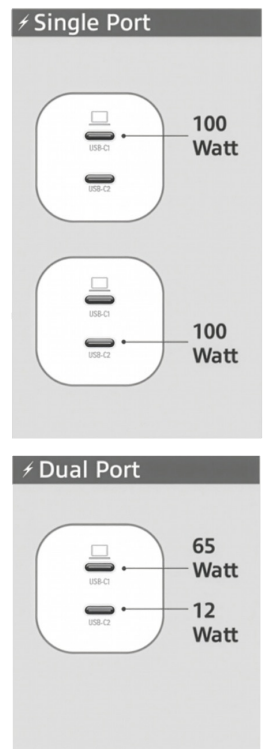 Single Port
USB-C1
100
Watt
USB-C2
USB-C1
USB-C2
100
Watt
Dual Port
USB-C1
65
Watt
USB-C2
12
Watt